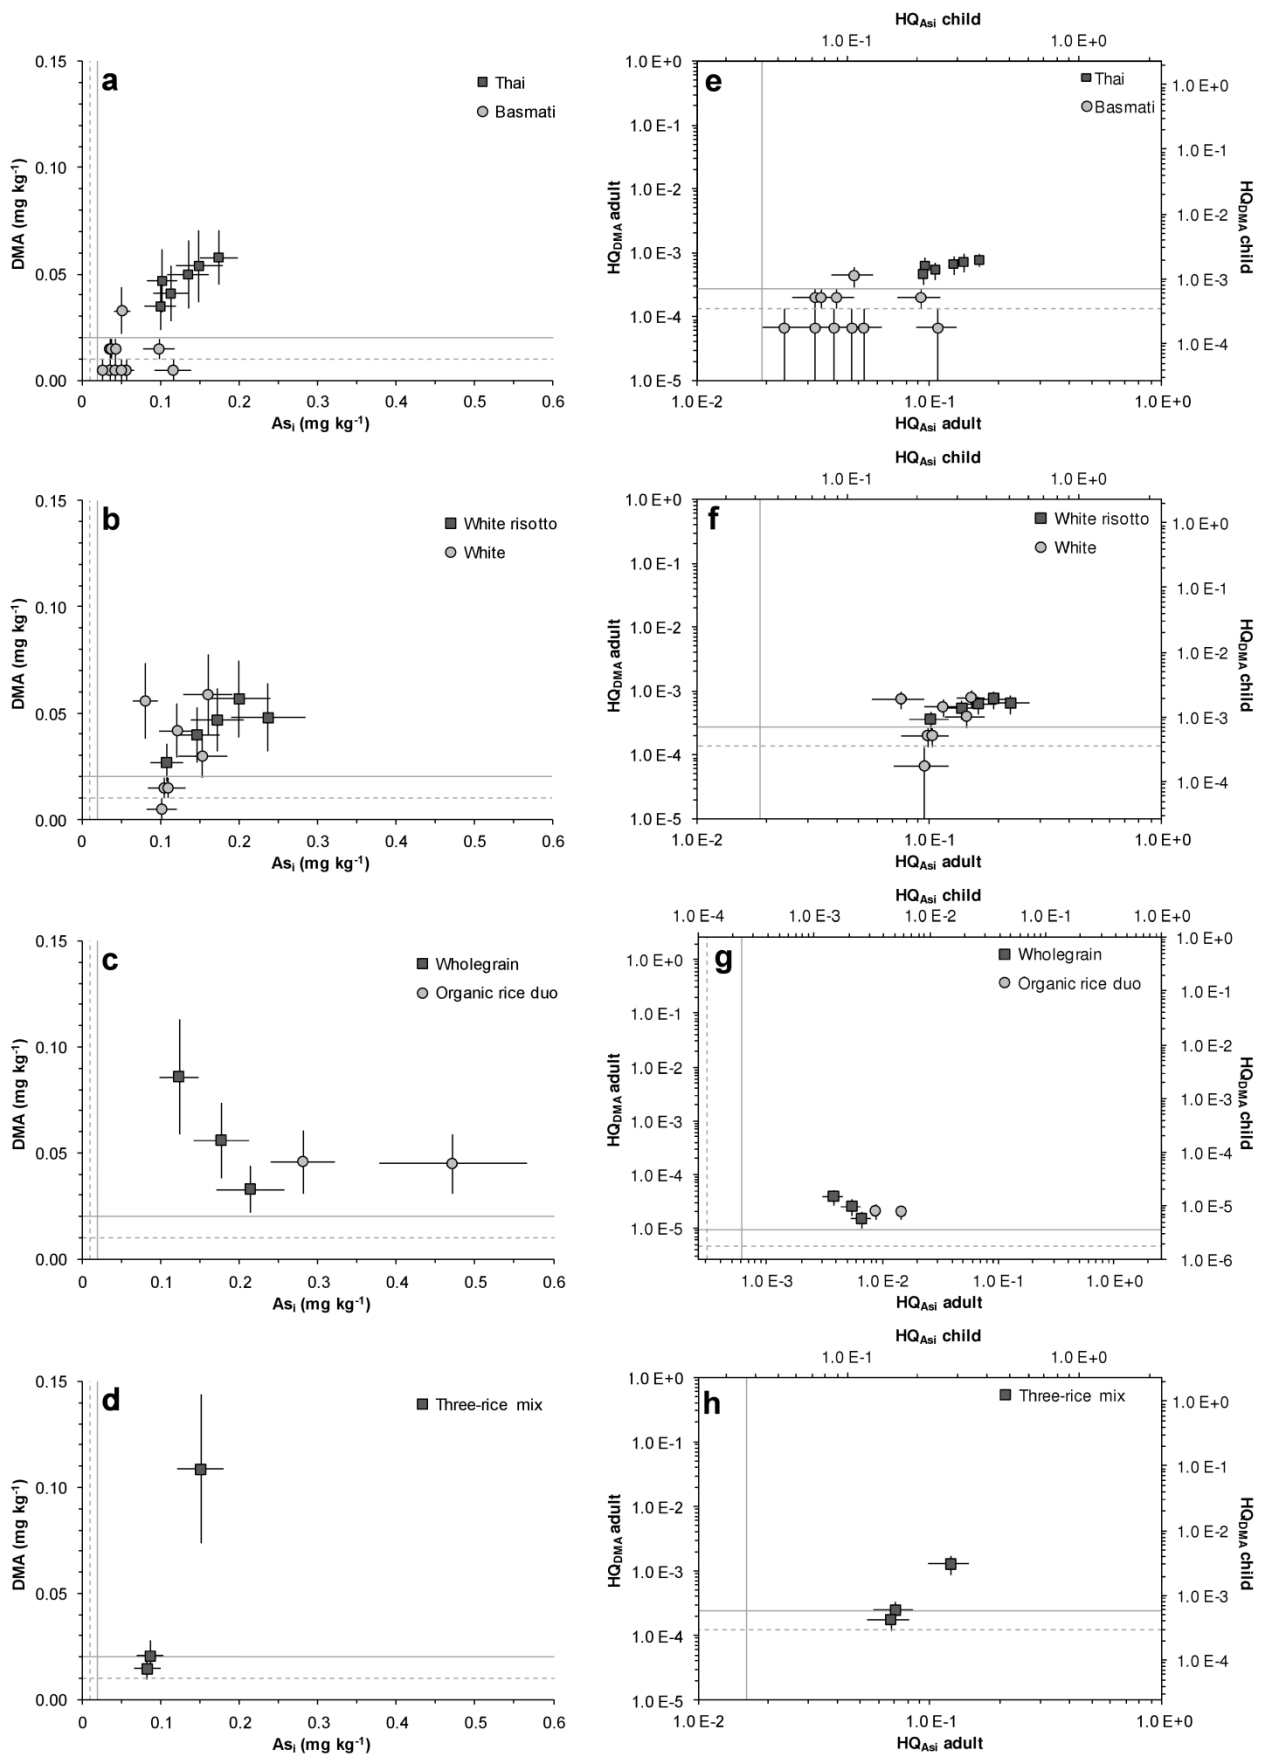 a
DMA (mg kg-1)
0.15
0.10
0.05
0.00
Thai
Basmati
0 0.1 0.2 0.3 0.4 0.5 0.6
Asi (mg kg-1)
HQAsi child
1.0 E-1 1.0 E+0
e
HQDMA adult
1.0 E+0
1.0 E-1
1.0 E-2
1.0 E-3
1.0 E-4
1.0 E-5
Thai
Basmati
1.0 E+0
1.0 E-1
1.0 E-2
1.0 E-3
1.0 E-4
HQDMA child
1.0 E-2 1.0 E-1 1.0 E+0
HQAsi adult
b
DMA (mg kg-1)
0.15
0.10
0.05
0.00
White risotto
White
0 0.1 0.2 0.3 0.4 0.5 0.6
Asi (mg kg-1)
HQAsi child
1.0 E-1 1.0 E+0
f
HQDMA adult
1.0 E+0
1.0 E-1
1.0 E-2
1.0 E-3
1.0 E-4
1.0 E-5
White risotto
White
1.0 E+0
1.0 E-1
1.0 E-2
1.0 E-3
1.0 E-4
HQDMA child
1.0 E-2 1.0 E-1 1.0 E+0
HQAsi adult
c
DMA (mg kg-1)
0.15
0.10
0.05
0.00
Wholegrain
Organic rice duo
0 0.1 0.2 0.3 0.4 0.5 0.6
Asi (mg kg-1)
HQAsi child
1.0 E-4 1.0 E-3 1.0 E-2 1.0 E-1 1.0 E+0
g
HQDMA adult
1.0 E+0
1.0 E-1
1.0 E-2
1.0 E-3
1.0 E-4
1.0 E-5
Wholegrain
Organic rice duo
1.0 E+0
1.0 E-1
1.0 E-2
1.0 E-3
1.0 E-4
1.0 E-5
1.0 E-6
HQDMA child
1.0 E-3 1.0 E-2 1.0 E-1 1.0 E+0
HQAsi adult
d
DMA (mg kg-1)
0.15
0.10
0.05
0.00
Three-rice mix
0 0.1 0.2 0.3 0.4 0.5 0.6
Asi (mg kg-1)
HQAsi child
1.0 E-1 1.0 E+0
h
HQDMA adult
1.0 E+0
1.0 E-1
1.0 E-2
1.0 E-3
1.0 E-4
1.0 E-5
Three-rice mix
1.0 E+0
1.0 E-1
1.0 E-2
1.0 E-3
1.0 E-4
HQDMA child
1.0 E-2 1.0 E-1 1.0 E+0
HQAsi adult